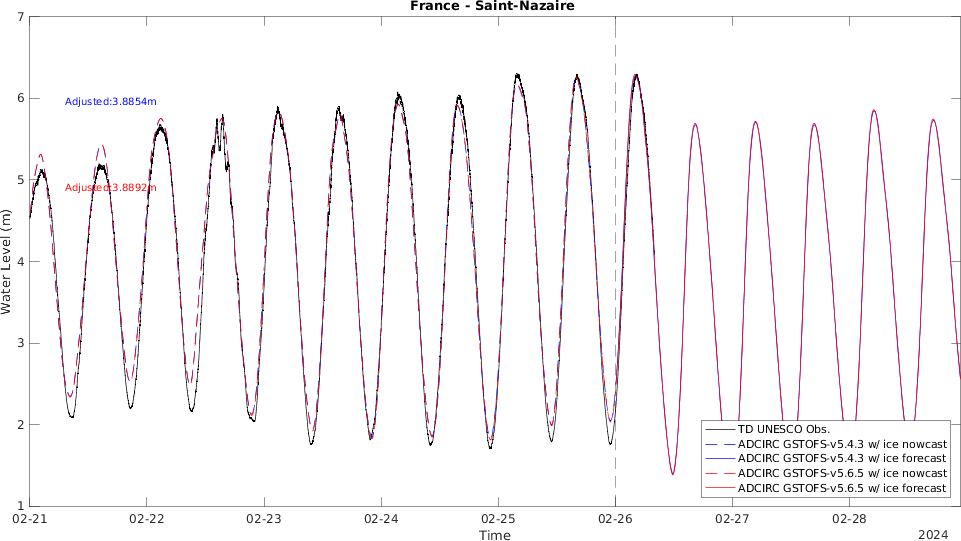 France - Saint-Nazaire
7
6
5
4
3
2
1
Water Level (m)
Adjusted:3.8854m
Adjusted:3.8892m
TD UNESCO Obs.
ADCIRC GSTOFS-v5.4.3 w/ ice nowcast
ADCIRC GSTOFS-v5.4.3 w/ ice forecast
ADCIRC GSTOFS-v5.6.5 w/ ice nowcast
ADCIRC GSTOFS-v5.6.5 w/ ice forecast
02-21 02-22 02-23 02-24 02-25 02-26 02-27 02-28
Time
2024